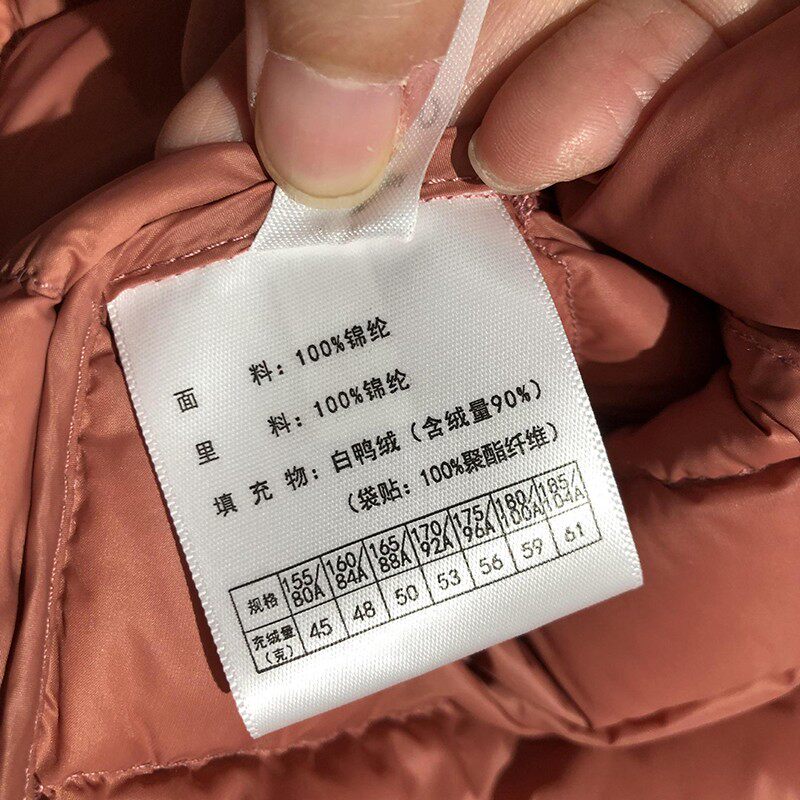 面 料：100%锦纶
里 料：100%锦纶
填 充 物：白鸭绒（含绒量90%）
（袋贴：100%聚酯纤维）
规格 155/80A 160/84A 165/88A 170/92A 175/96A 180/100A 185/104A
充绒量（克） 45 48 50 53 56 59 61